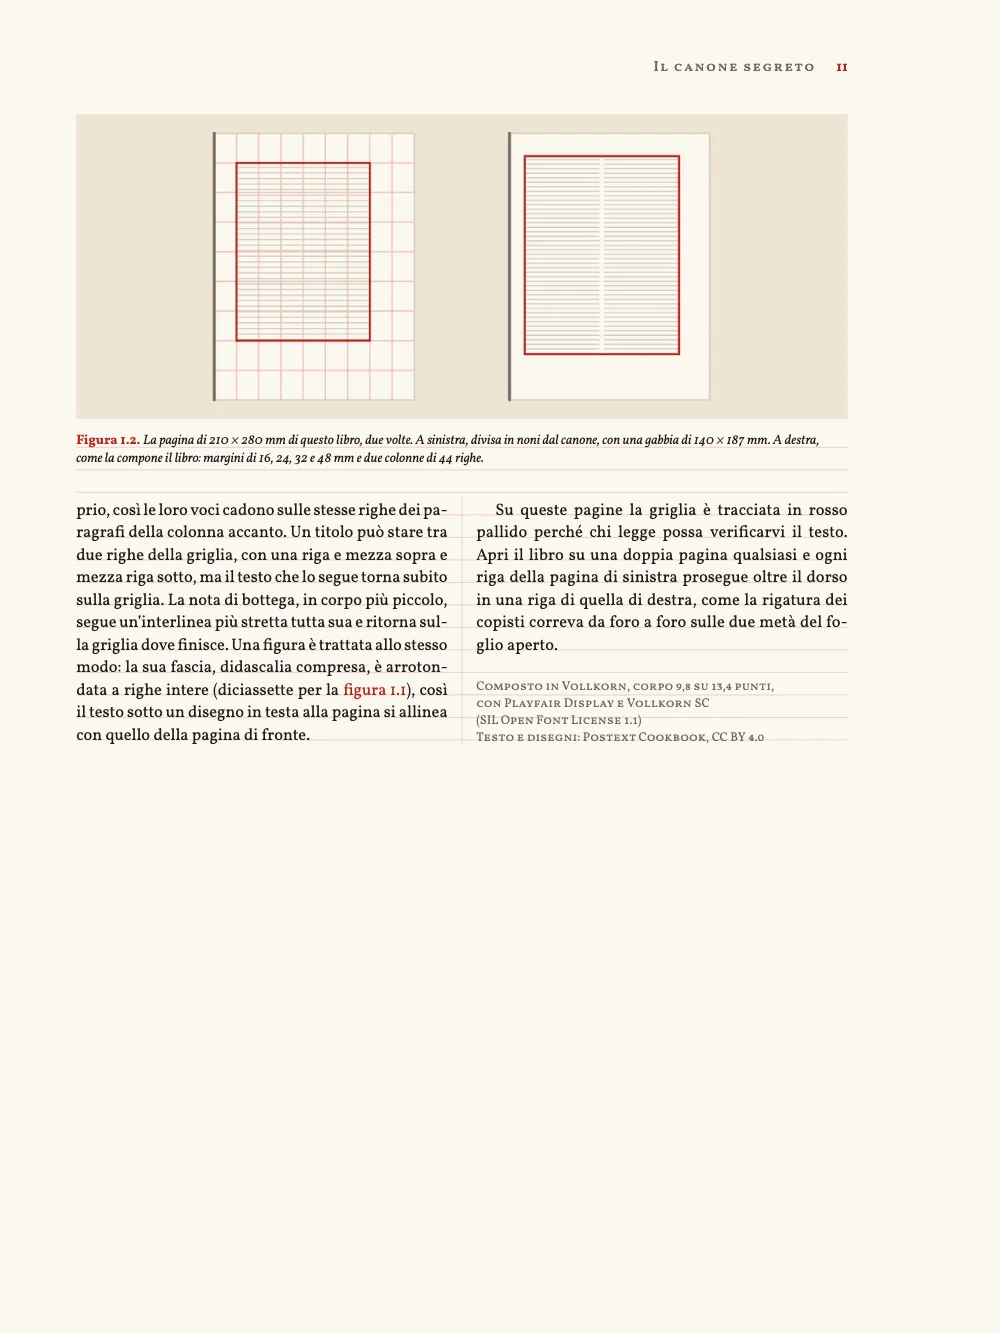 Il canone segreto 11
Figura 1.2. La pagina di 210 × 280 mm di questo libro, due volte. A sinistra, divisa in noni dal canone, con una gabbia di 140 × 187 mm. A destra,
come la compone il libro: margini di 16, 24, 32 e 48 mm e due colonne di 44 righe.
prio, così le loro voci cadono sulle stesse righe dei pa-
ragrafi della colonna accanto. Un titolo può stare tra
due righe della griglia, con una riga e mezza sopra e
mezza riga sotto, ma il testo che lo segue torna subito
sulla griglia. La nota di bottega, in corpo più piccolo,
segue un’interlinea più stretta tutta sua e ritorna sul-
la griglia dove finisce. Una figura è trattata allo stesso
modo: la sua fascia, didascalia compresa, è arroton-
data a righe intere (diciassette per la figura 1.1), così
il testo sotto un disegno in testa alla pagina si allinea
con quello della pagina di fronte.
Su queste pagine la griglia è tracciata in rosso
pallido perché chi legge possa verificarvi il testo.
Apri il libro su una doppia pagina qualsiasi e ogni
riga della pagina di sinistra prosegue oltre il dorso
in una riga di quella di destra, come la rigatura dei
copisti correva da foro a foro sulle due metà del fo-
glio aperto.
Composto in Vollkorn, corpo 9,8 su 13,4 punti,
con Playfair Display e Vollkorn SC
(SIL Open Font License 1.1)
Testo e disegni: Postext Cookbook, CC BY 4.0